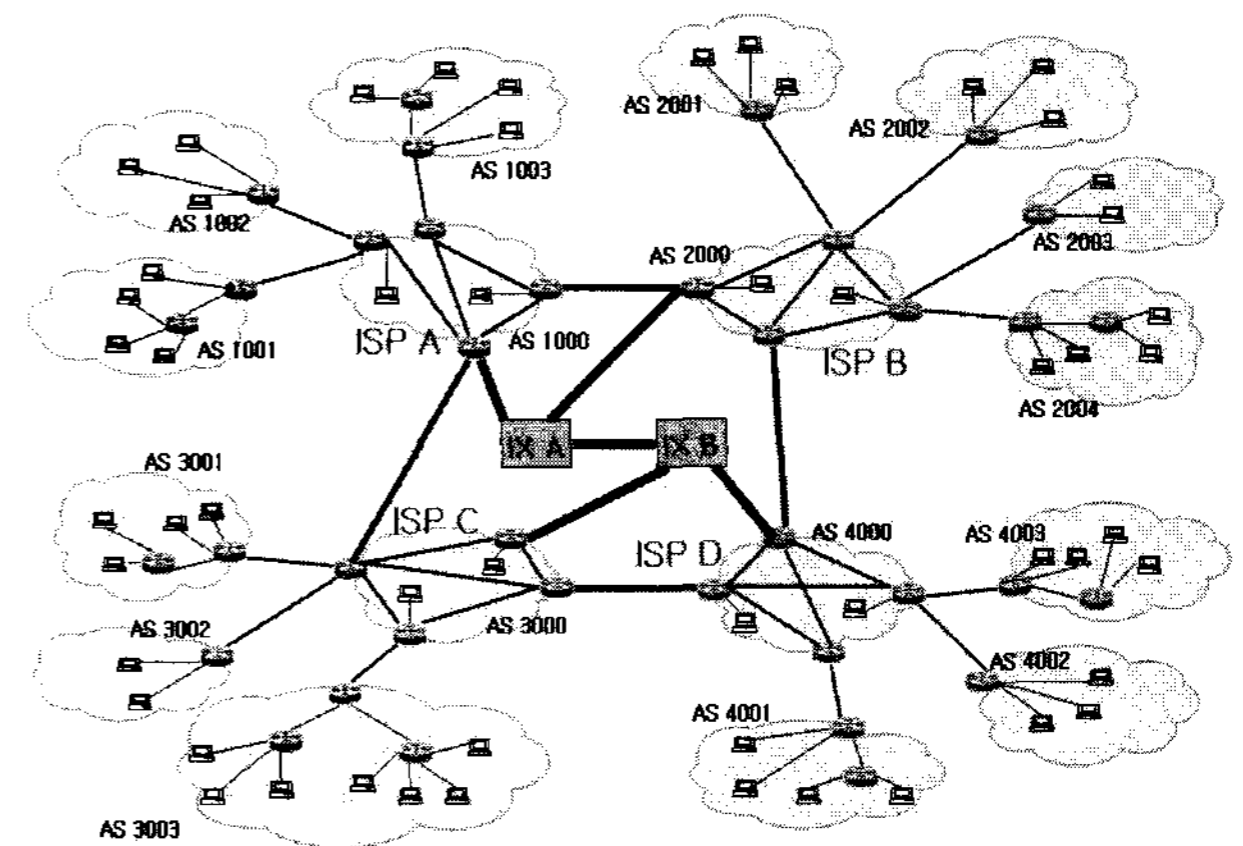 AS 2001
AS 2002
AS 1003
AS 1002
AS 2003
AS 2000
AS 1001
ISP A
AS 1000
ISP B
AS 2004
IX A
IX B
AS 3001
ISP C
ISP D
AS 4000
AS 4003
AS 3002
AS 3000
AS 4002
AS 4001
AS 3003